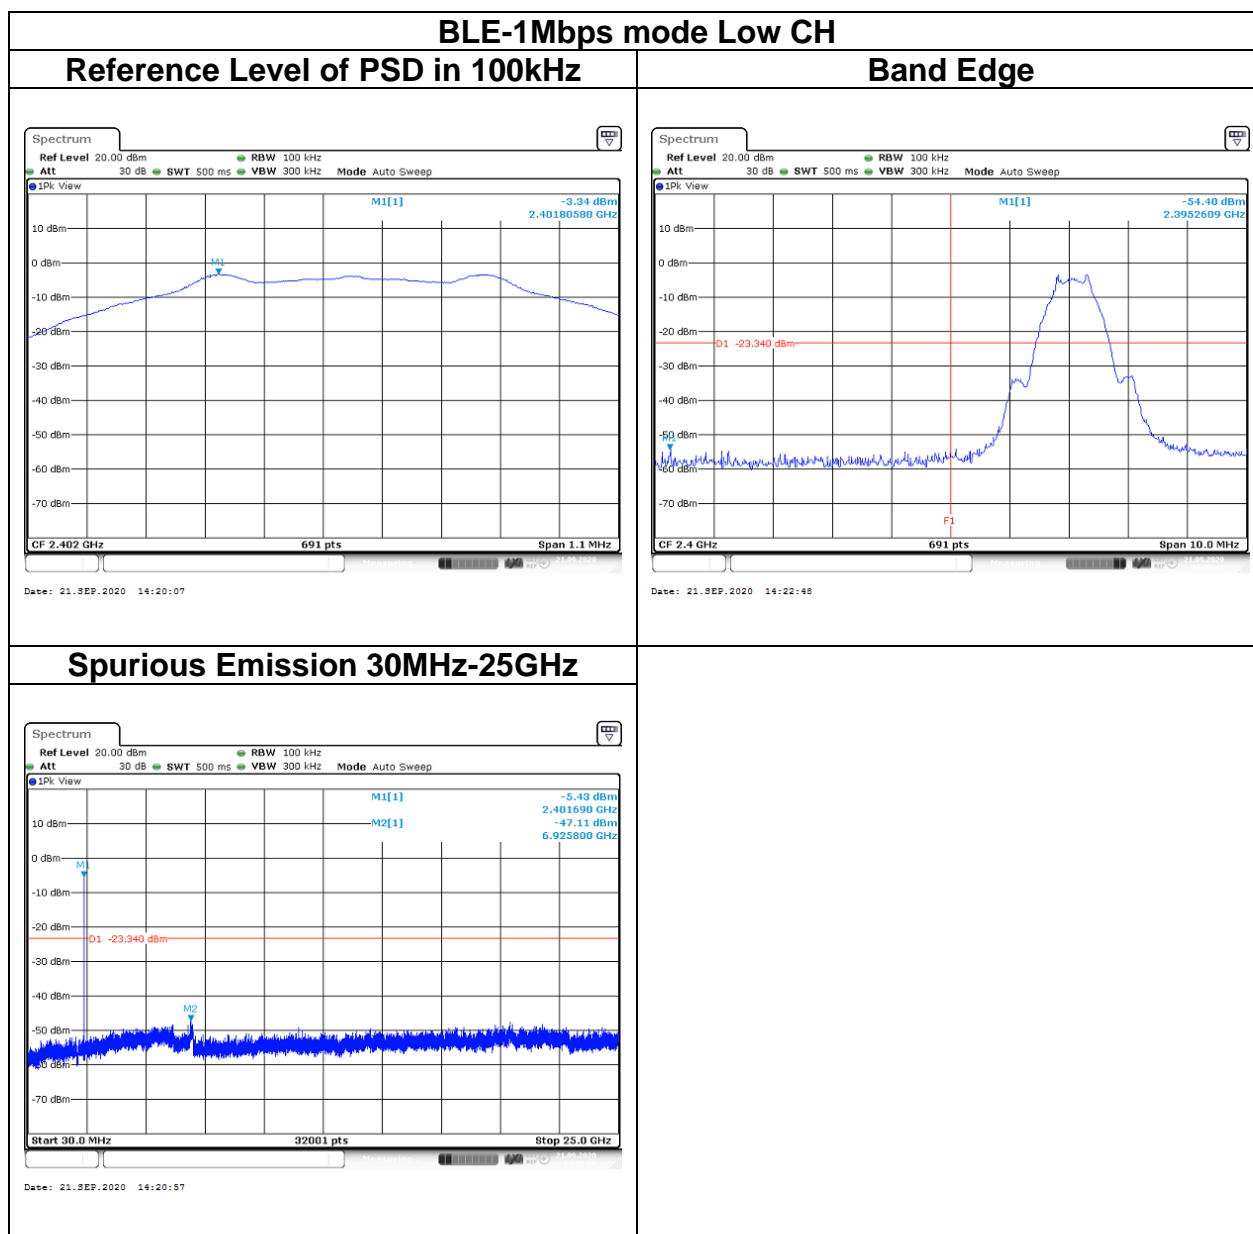 BLE-1Mbps mode Low CH
Reference Level of PSD in 100kHz
Band Edge
Spectrum
Ref Level 20.00 dBm RBW 100 kHz
Att 30 dB SWT 500 ms VBW 300 kHz Mode Auto Sweep
1Pk View
M1[1] -3.34 dBm
2.40180580 GHz
10 dBm
0 dBm
M1
-10 dBm
-20 dBm
-30 dBm
-40 dBm
-50 dBm
-60 dBm
-70 dBm
CF 2.402 GHz 691 pts Span 1.1 MHz
Date: 21.SEP.2020 14:20:07
Spectrum
Ref Level 20.00 dBm RBW 100 kHz
Att 30 dB SWT 500 ms VBW 300 kHz Mode Auto Sweep
1Pk View
M1[1] -54.40 dBm
2.3952609 GHz
10 dBm
0 dBm
-10 dBm
-20 dBm
D1 -23.340 dBm
-30 dBm
-40 dBm
-50 dBm
M1
-60 dBm
-70 dBm
F1
CF 2.4 GHz 691 pts Span 10.0 MHz
Date: 21.SEP.2020 14:22:48
Spurious Emission 30MHz-25GHz
Spectrum
Ref Level 20.00 dBm RBW 100 kHz
Att 30 dB SWT 500 ms VBW 300 kHz Mode Auto Sweep
1Pk View
M1[1] -5.43 dBm
2.401690 GHz
10 dBm M2[1] -47.11 dBm
6.925800 GHz
0 dBm
M1
-10 dBm
-20 dBm
D1 -23.340 dBm
-30 dBm
-40 dBm
M2
-50 dBm
-60 dBm
-70 dBm
Start 30.0 MHz 32001 pts Stop 25.0 GHz
Date: 21.SEP.2020 14:20:57